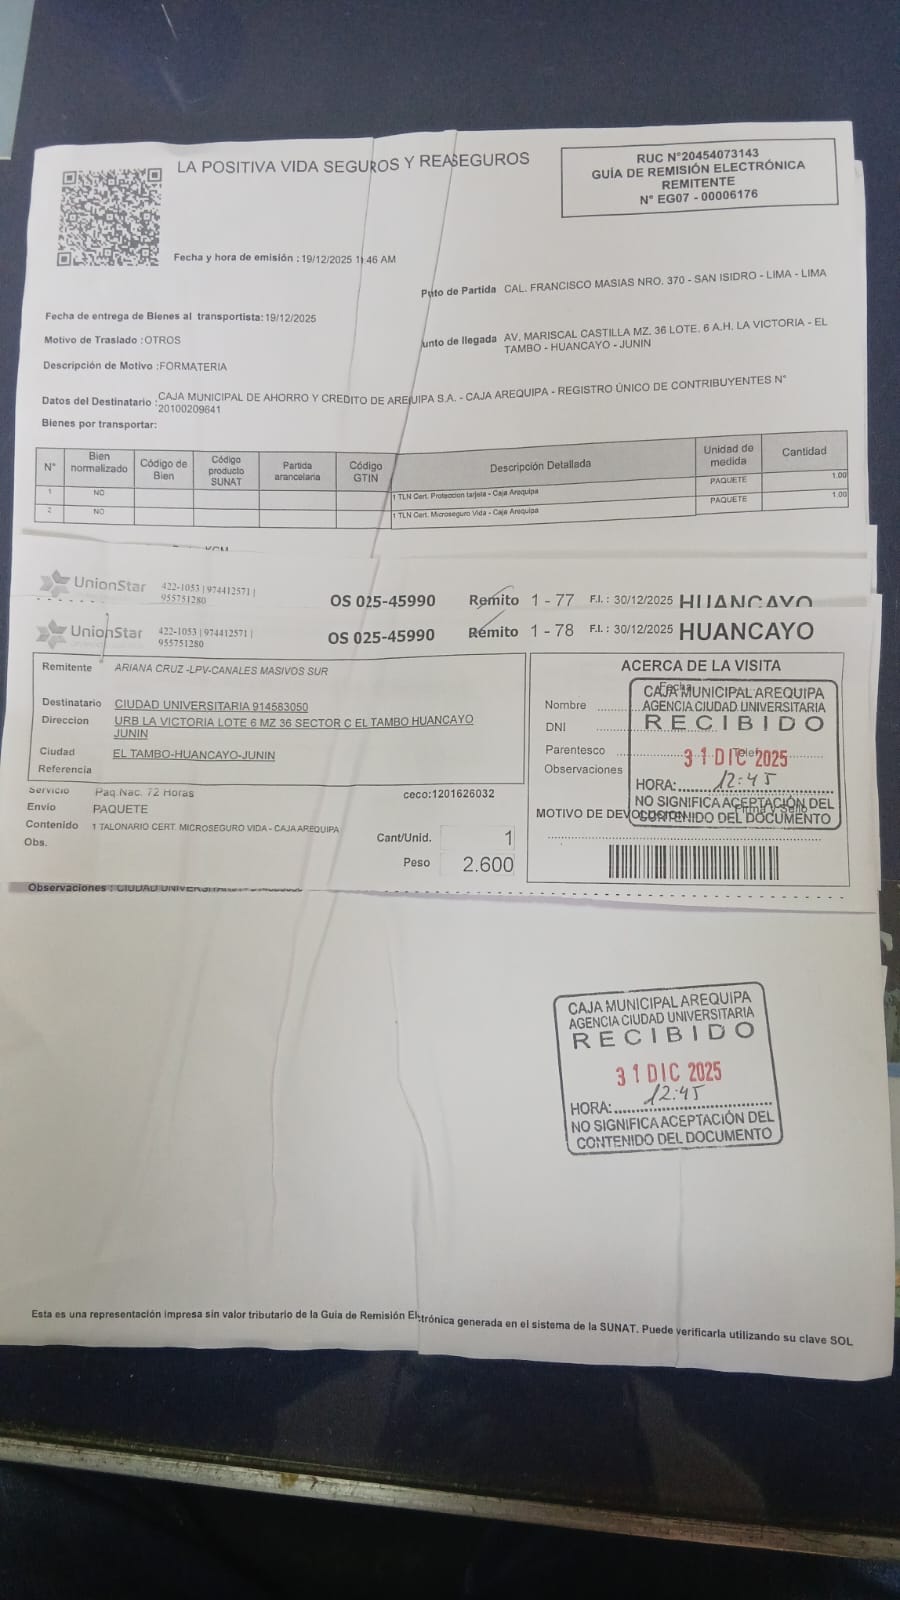 LA POSITIVA VIDA SEGUROS Y REASEGUROS
RUC N°20454073143
GUÍA DE REMISIÓN ELECTRÓNICA
REMITENTE
N° EG07 - 00006176
Fecha y hora de emisión : 19/12/2025 1 46 AM
Punto de Partida CAL. FRANCISCO MASIAS NRO. 370 - SAN ISIDRO - LIMA - LIMA
Fecha de entrega de Bienes al transportista: 19/12/2025
Motivo de Traslado : OTROS
unto de llegada AV. MARISCAL CASTILLA MZ. 36 LOTE. 6 A.H. LA VICTORIA - EL
TAMBO - HUANCAYO - JUNIN
Descripción de Motivo : FORMATERIA
Datos del Destinatario : CAJA MUNICIPAL DE AHORRO Y CREDITO DE AREQUIPA S.A. - CAJA AREQUIPA - REGISTRO ÚNICO DE CONTRIBUYENTES N°
20100209641
Bienes por transportar:
N° Bien normalizado Código de Bien Código producto SUNAT Partida arancelaria Código GTIN Descripción Detallada Unidad de medida Cantidad
1 NO 1 TLN Cert. Proteccion tarjeta - Caja Arequipa PAQUETE 1.00
2 NO 1 TLN Cert. Microseguro Vida - Caja Arequipa PAQUETE 1.00
UnionStar 422-1053 | 974412571 |
955751280
OS 025-45990 Remito 1 - 77 F.I. : 30/12/2025 HUANCAYO
UnionStar 422-1053 | 974412571 |
955751280
OS 025-45990 Remito 1 - 78 F.I. : 30/12/2025 HUANCAYO
Remitente ARIANA CRUZ -LPV-CANALES MASIVOS SUR
Destinatario CIUDAD UNIVERSITARIA 914583050
Direccion URB LA VICTORIA LOTE 6 MZ 36 SECTOR C EL TAMBO HUANCAYO
JUNIN
Ciudad EL TAMBO-HUANCAYO-JUNIN
Referencia
Servicio Paq.Nac. 72 Horas ceco:1201626032
Envio PAQUETE
Contenido 1 TALONARIO CERT. MICROSEGURO VIDA - CAJA AREQUIPA
Obs.
Cant/Unid. 1
Peso 2.600
ACERCA DE LA VISITA
Fecha
Nombre
DNI
Parentesco
Telef
Observaciones
MOTIVO DE DEVOLUCION
Firma y Sello
CAJA MUNICIPAL AREQUIPA
AGENCIA CIUDAD UNIVERSITARIA
RECIBIDO
31 DIC 2025
HORA: 12:45
NO SIGNIFICA ACEPTACIÓN DEL
CONTENIDO DEL DOCUMENTO
Observaciones : CIUDAD
CAJA MUNICIPAL AREQUIPA
AGENCIA CIUDAD UNIVERSITARIA
RECIBIDO
31 DIC 2025
HORA: 12:45
NO SIGNIFICA ACEPTACIÓN DEL
CONTENIDO DEL DOCUMENTO
Esta es una representación impresa sin valor tributario de la Guia de Remisión El trónica generada en el sistema de la SUNAT. Puede verificarla utilizando su clave SOL